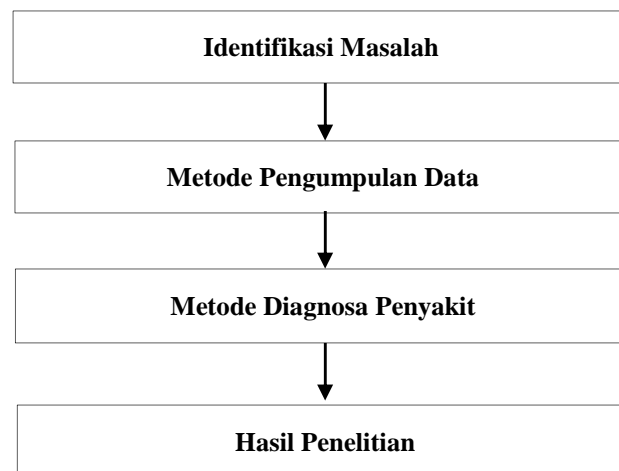 Identifikasi Masalah
Metode Pengumpulan Data
Metode Diagnosa Penyakit
Hasil Penelitian